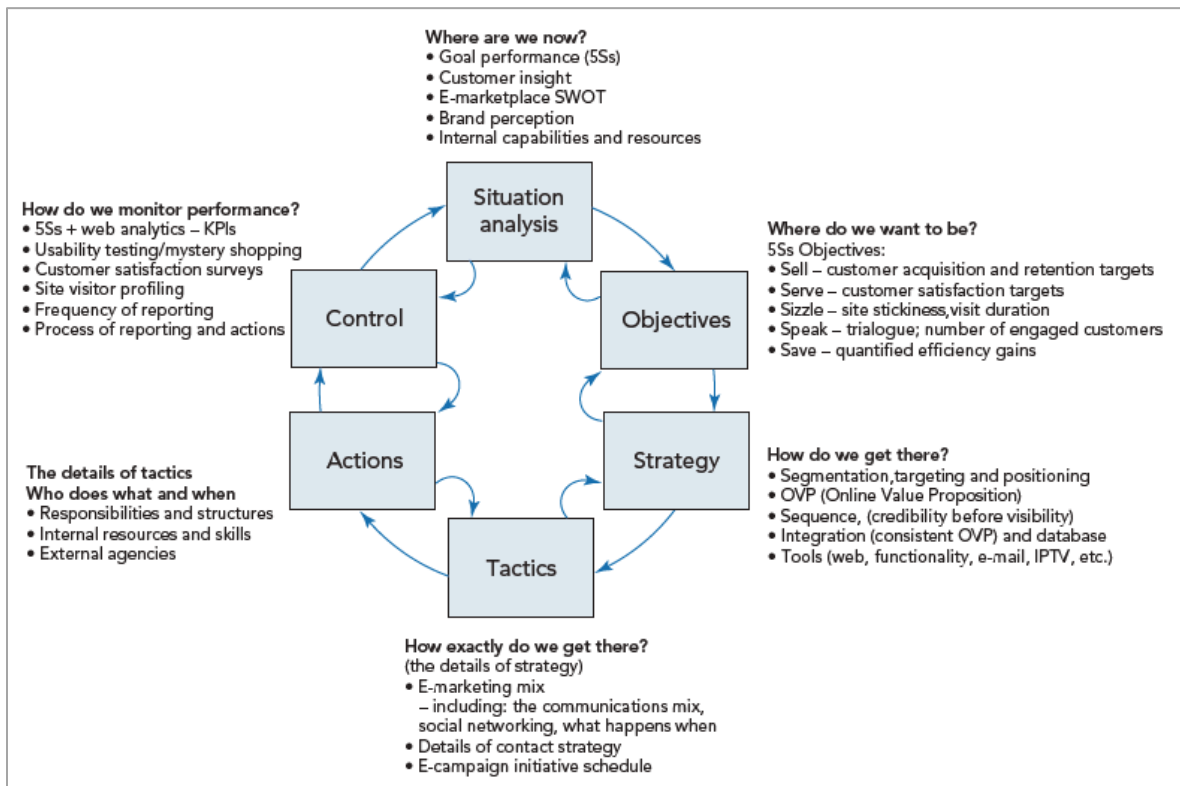 Where are we now?
• Goal performance (5Ss)
• Customer insight
• E-marketplace SWOT
• Brand perception
• Internal capabilities and resources
Situation
analysis
How do we monitor performance?
• 5Ss + web analytics – KPIs
• Usability testing/mystery shopping
• Customer satisfaction surveys
• Site visitor profiling
• Frequency of reporting
• Process of reporting and actions
Control
Where do we want to be?
5Ss Objectives:
• Sell – customer acquisition and retention targets
• Serve – customer satisfaction targets
• Sizzle – site stickiness,visit duration
• Speak – trialogue; number of engaged customers
• Save – quantified efficiency gains
Objectives
Actions
The details of tactics
Who does what and when
• Responsibilities and structures
• Internal resources and skills
• External agencies
Strategy
How do we get there?
• Segmentation,targeting and positioning
• OVP (Online Value Proposition)
• Sequence, (credibility before visibility)
• Integration (consistent OVP) and database
• Tools (web, functionality, e-mail, IPTV, etc.)
Tactics
How exactly do we get there?
(the details of strategy)
• E-marketing mix
– including: the communications mix,
social networking, what happens when
• Details of contact strategy
• E-campaign initiative schedule